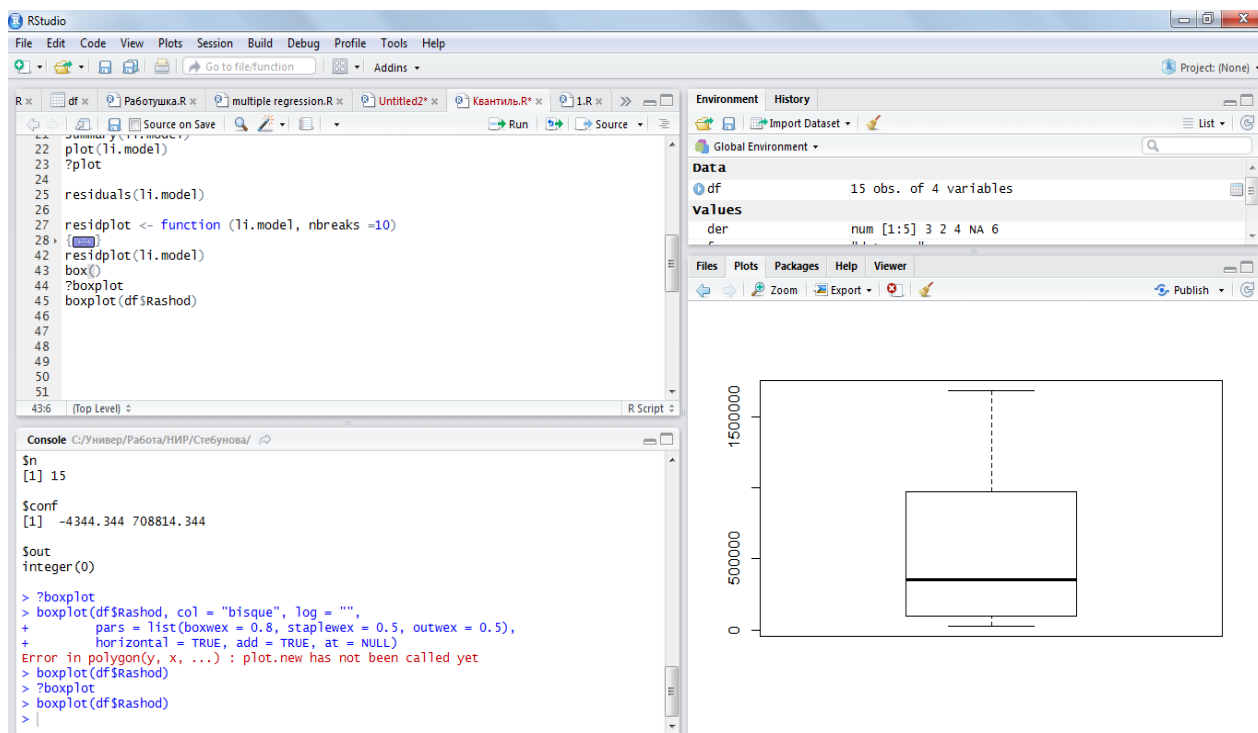 RStudio
File Edit Code View Plots Session Build Debug Profile Tools Help
Go to file/function Addins Project: (None)
R df Работушка.R multiple regression.R Untitled2* Квантиль.R* 1.R
Source on Save Run Source
21 summary(li.model)
22 plot(li.model)
23 ?plot
24
25 residuals(li.model)
26
27 residplot <- function (li.model, nbreaks =10)
28 { }
42 residplot(li.model)
43 box()
44 ?boxplot
45 boxplot(df$Rashod)
46
47
48
49
50
51
43:6 (Top Level) R Script
Console C:/Универ/Работа/НИР/Стебунова/
$n
[1] 15
$conf
[1] -4344.344 708814.344
$out
integer(0)
> ?boxplot
> boxplot(df$Rashod, col = "bisque", log = "",
+ pars = list(boxwex = 0.8, staplewex = 0.5, outwex = 0.5),
+ horizontal = TRUE, add = TRUE, at = NULL)
Error in polygon(y, x, ...) : plot.new has not been called yet
> boxplot(df$Rashod)
> ?boxplot
> boxplot(df$Rashod)
>
Environment History
Import Dataset List
Global Environment
Data
df 15 obs. of 4 variables
Values
der num [1:5] 3 2 4 NA 6
Files Plots Packages Help Viewer
Zoom Export Publish
1500000
500000
0